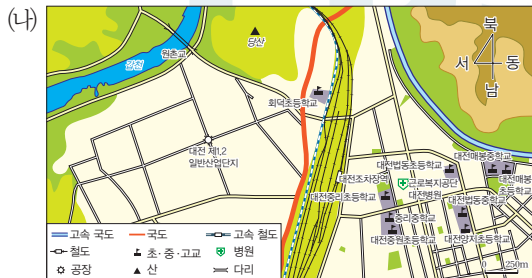 (나)
원촌교
갑천
당산
북
서 동
남
회덕초등학교
대전 제1,2
일반산업단지
대전조차장역
대전중리초등학교
대전법동초등학교
근로복지공단
대전병원
대전매봉중학교
대전매봉
초등학교
대전법동중학교
중리중학교
대전중원초등학교
대전양지초등학교
고속 국도 국도 고속 철도
철도 초·중·고교 병원
공장 산 다리
0 250m